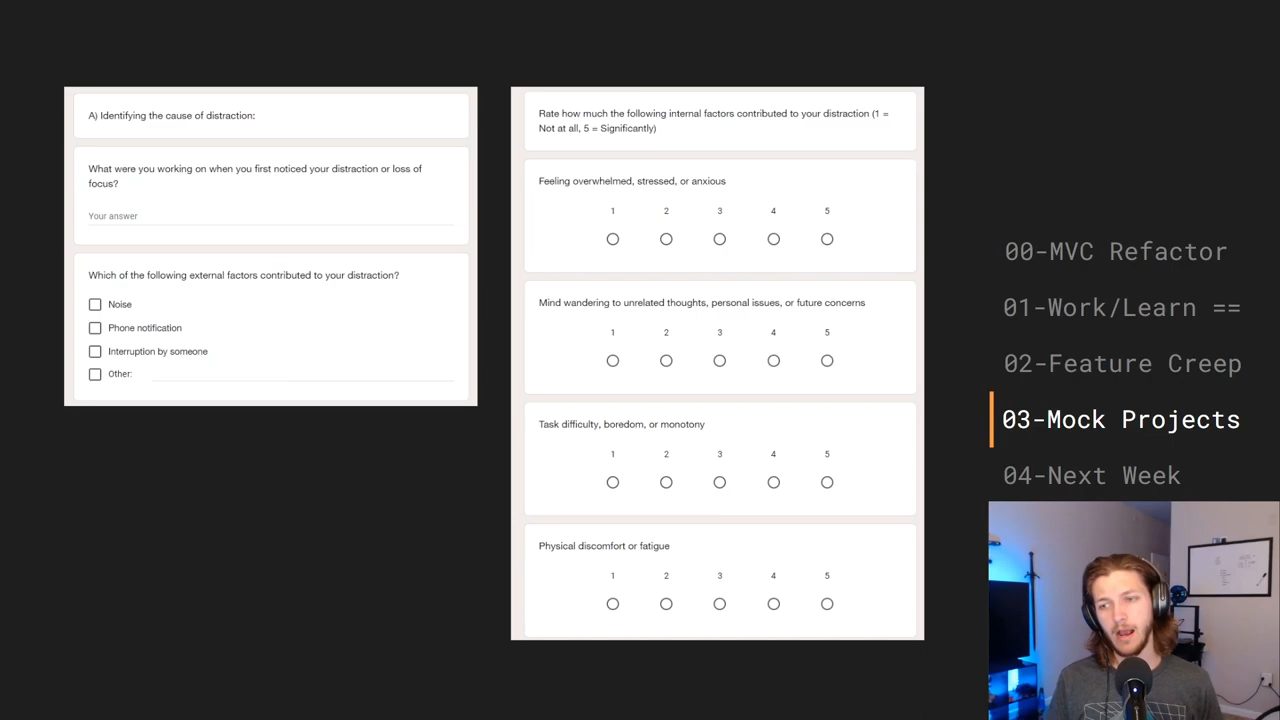 A) Identifying the cause of distraction:
What were you working on when you first noticed your distraction or loss of
focus?
Your answer
Which of the following external factors contributed to your distraction?
Noise
Phone notification
Interruption by someone
Other:
Rate how much the following internal factors contributed to your distraction (1 =
Not at all, 5 = Significantly)
Feeling overwhelmed, stressed, or anxious
1 2 3 4 5
Mind wandering to unrelated thoughts, personal issues, or future concerns
1 2 3 4 5
Task difficulty, boredom, or monotony
1 2 3 4 5
Physical discomfort or fatigue
1 2 3 4 5
00-MVC Refactor
01-Work/Learn ==
02-Feature Creep
03-Mock Projects
04-Next Week